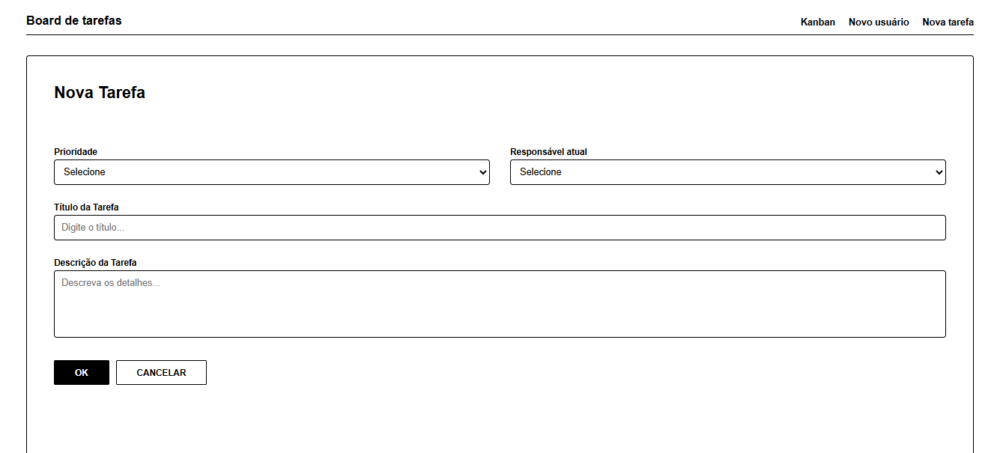 Board de tarefas
Kanban Novo usuário Nova tarefa
Nova Tarefa
Prioridade Responsável atual
Selecione Selecione
Título da Tarefa
Digite o título...
Descrição da Tarefa
Descreva os detalhes...
OK CANCELAR